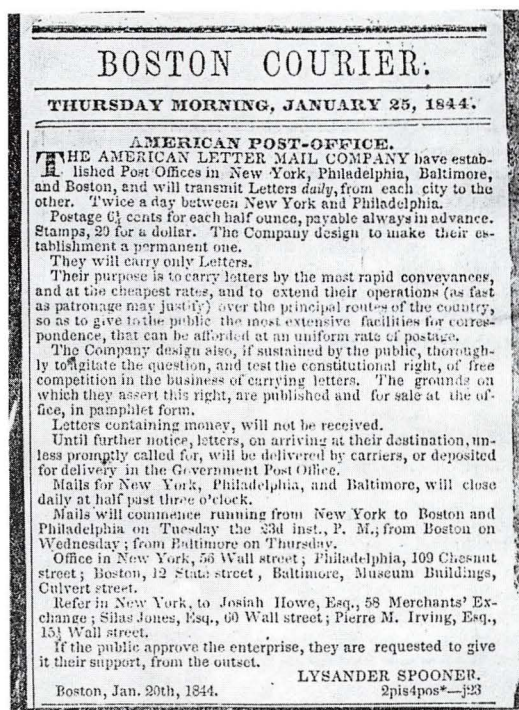 BOSTON COURIER.
THURSDAY MORNING, JANUARY 25, 1844.
AMERICAN POST-OFFICE.
THE AMERICAN LETTER MAIL COMPANY have estab-
lished Post Offices in New York, Philadelphia, Baltimore,
and Boston, and will transmit Letters daily, from each city to the
other. Twice a day between New York and Philadelphia.
Postage 6¼ cents for each half ounce, payable always in advance.
Stamps, 20 for a dollar. The Company design to make their es-
tablishment a permanent one.
They will carry only Letters.
Their purpose is to carry letters by the most rapid conveyances,
and at the cheapest rates, and to extend their operations (as fast
as patronage may justify) over the principal routes of the country,
so as to give to the public the most extensive facilities for corres-
pondence, that can be afforded at an uniform rate of postage.
The Company design also, if sustained by the public, thorough-
ly to agitate the question, and test the constitutional right, of free
competition in the business of carrying letters. The grounds on
which they assert this right, are published and for sale at the of-
fice, in pamphlet form.
Letters containing money, will not be received.
Until further notice, letters, on arriving at their destination, un-
less promptly called for, will be delivered by carriers, or deposited
for delivery in the Government Post Office.
Mails for New York, Philadelphia, and Baltimore, will close
daily at half past three o'clock.
Mails will commence running from New York to Boston and
Philadelphia on Tuesday the 23d inst., P. M.; from Boston on
Wednesday; from Baltimore on Thursday.
Office in New York, 56 Wall street; Philadelphia, 109 Chesnut
street; Boston, 12 State street, Baltimore, Museum Buildings,
Culvert street.
Refer in New York, to Josiah Howe, Esq., 58 Merchants' Ex-
change; Silas Jones, Esq., 60 Wall street; Pierre M. Irving, Esq.,
15½ Wall street.
If the public approve the enterprise, they are requested to give
it their support, from the outset.
LYSANDER SPOONER.
Boston, Jan. 20th, 1844. 2pis4pos*—j23